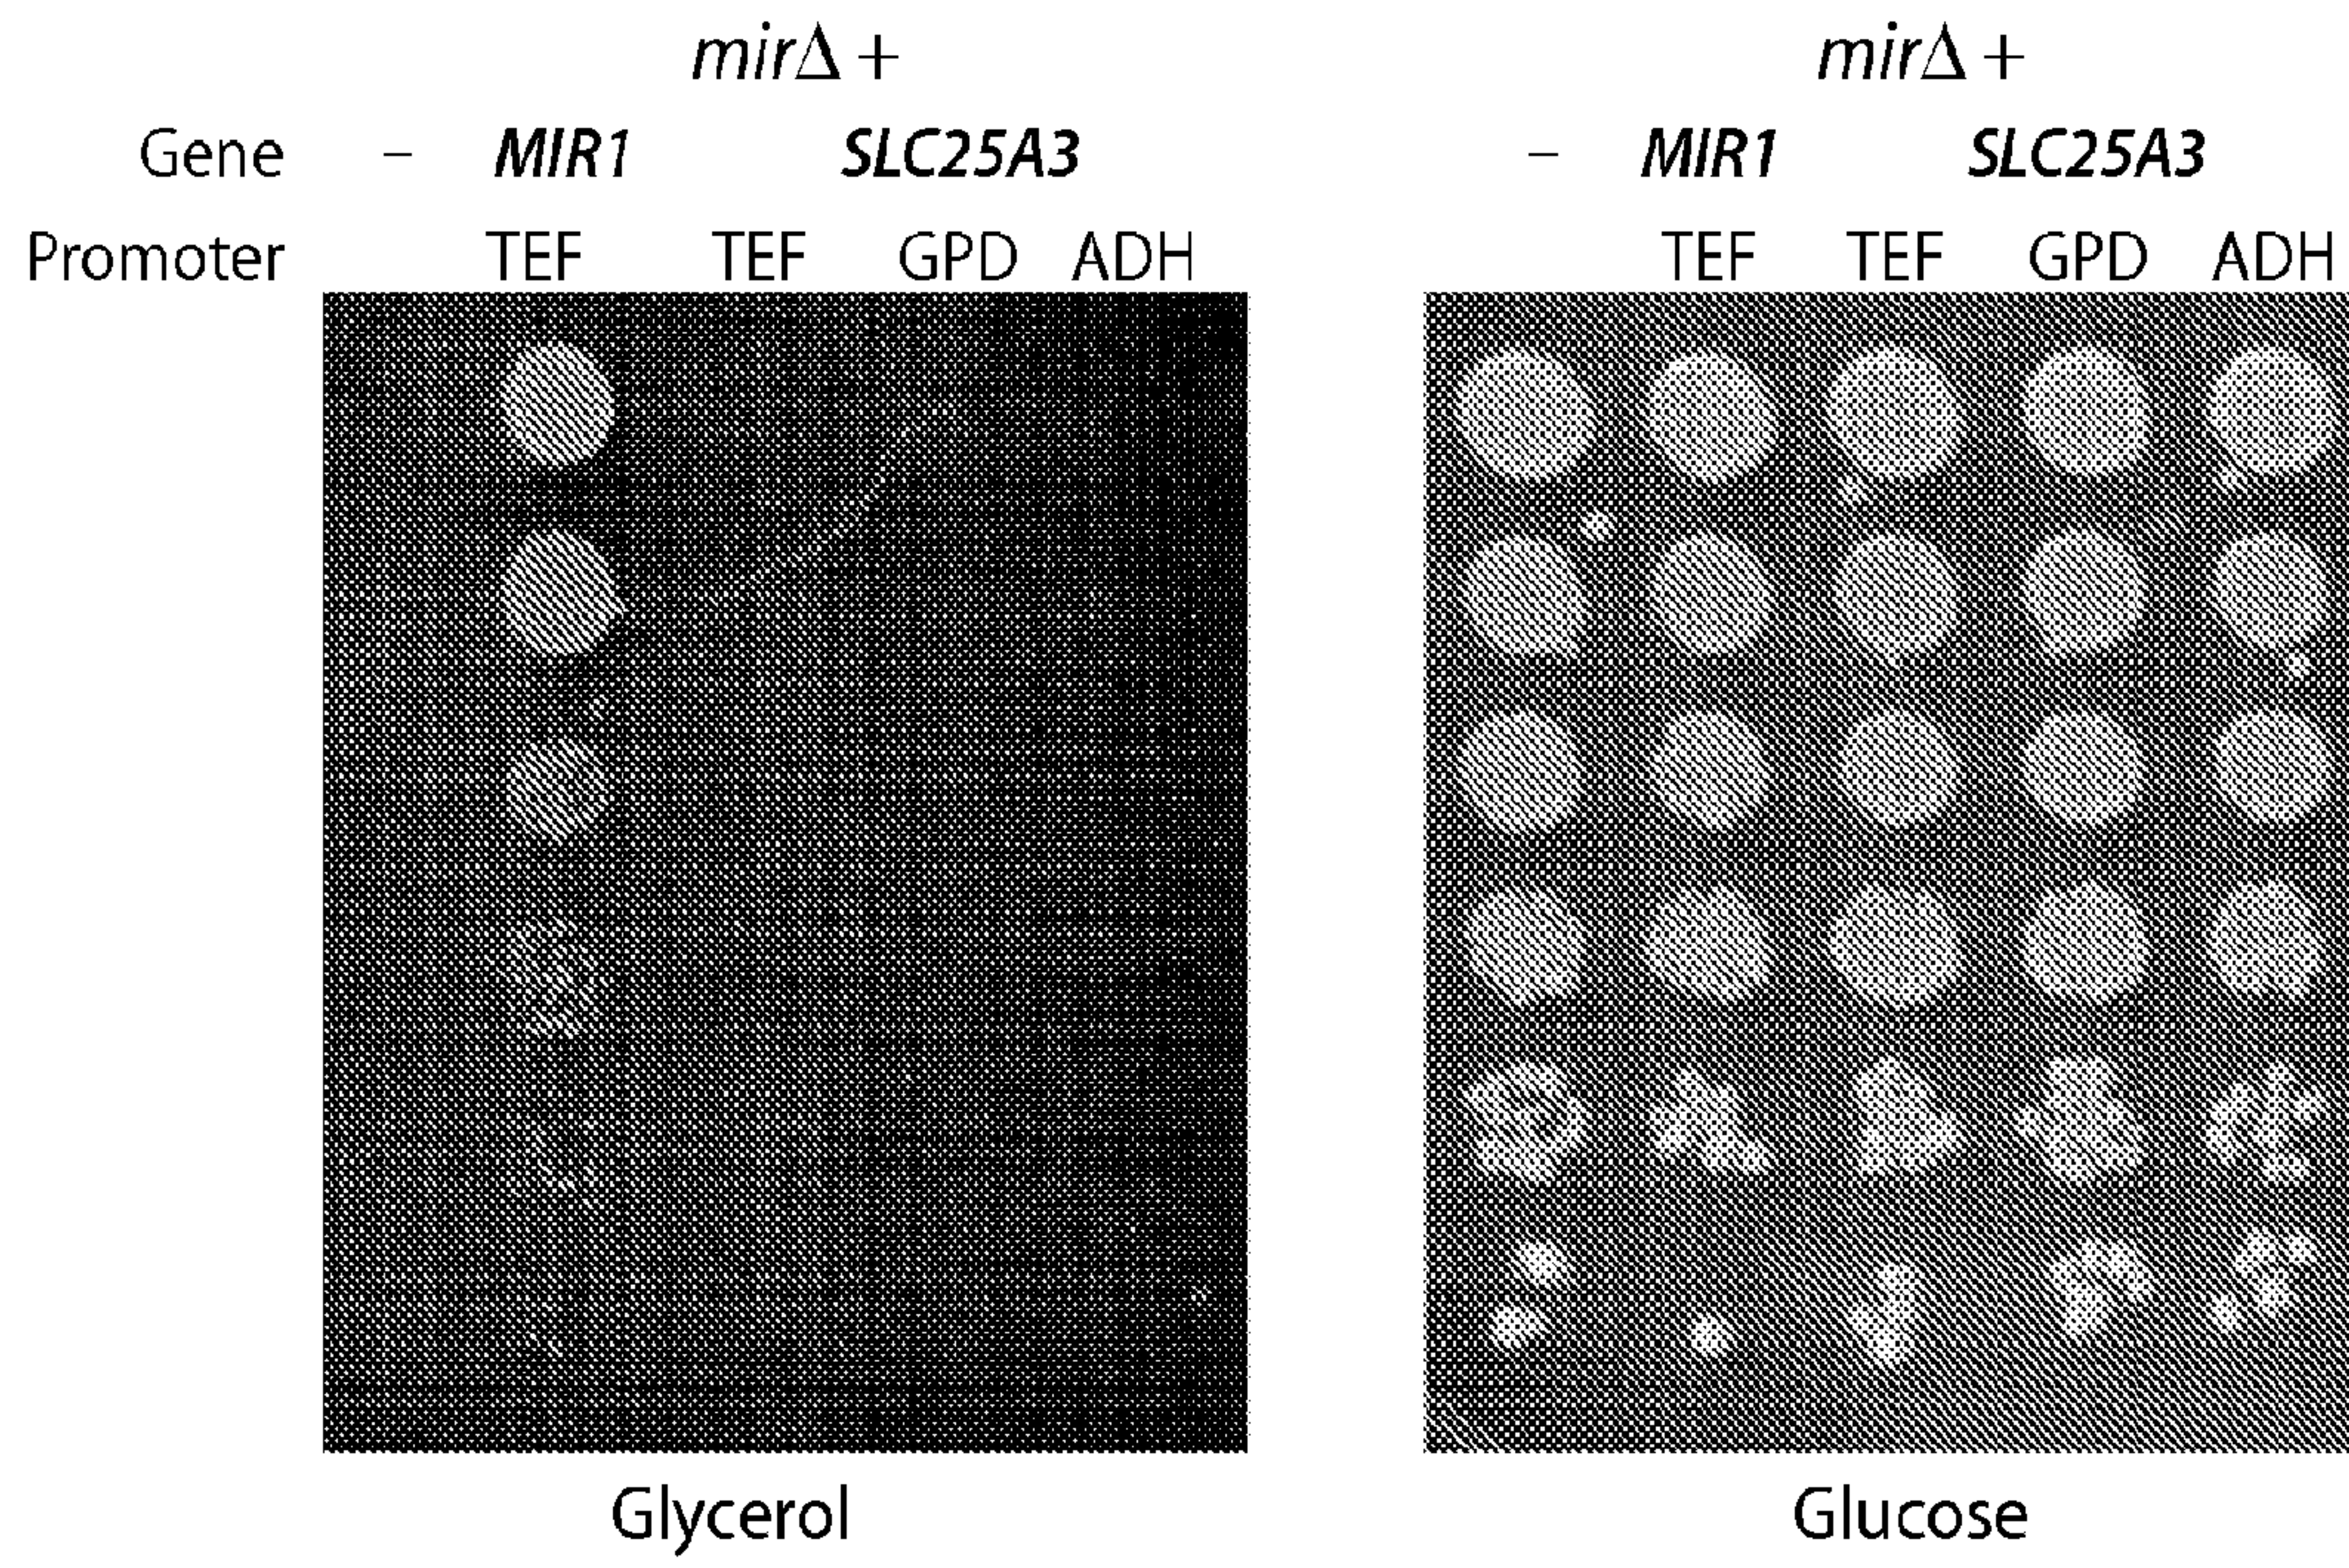 mirΔ + mirΔ +
Gene – MIR1 SLC25A3 – MIR1 SLC25A3
Promoter TEF TEF GPD ADH TEF TEF GPD ADH
Glycerol Glucose